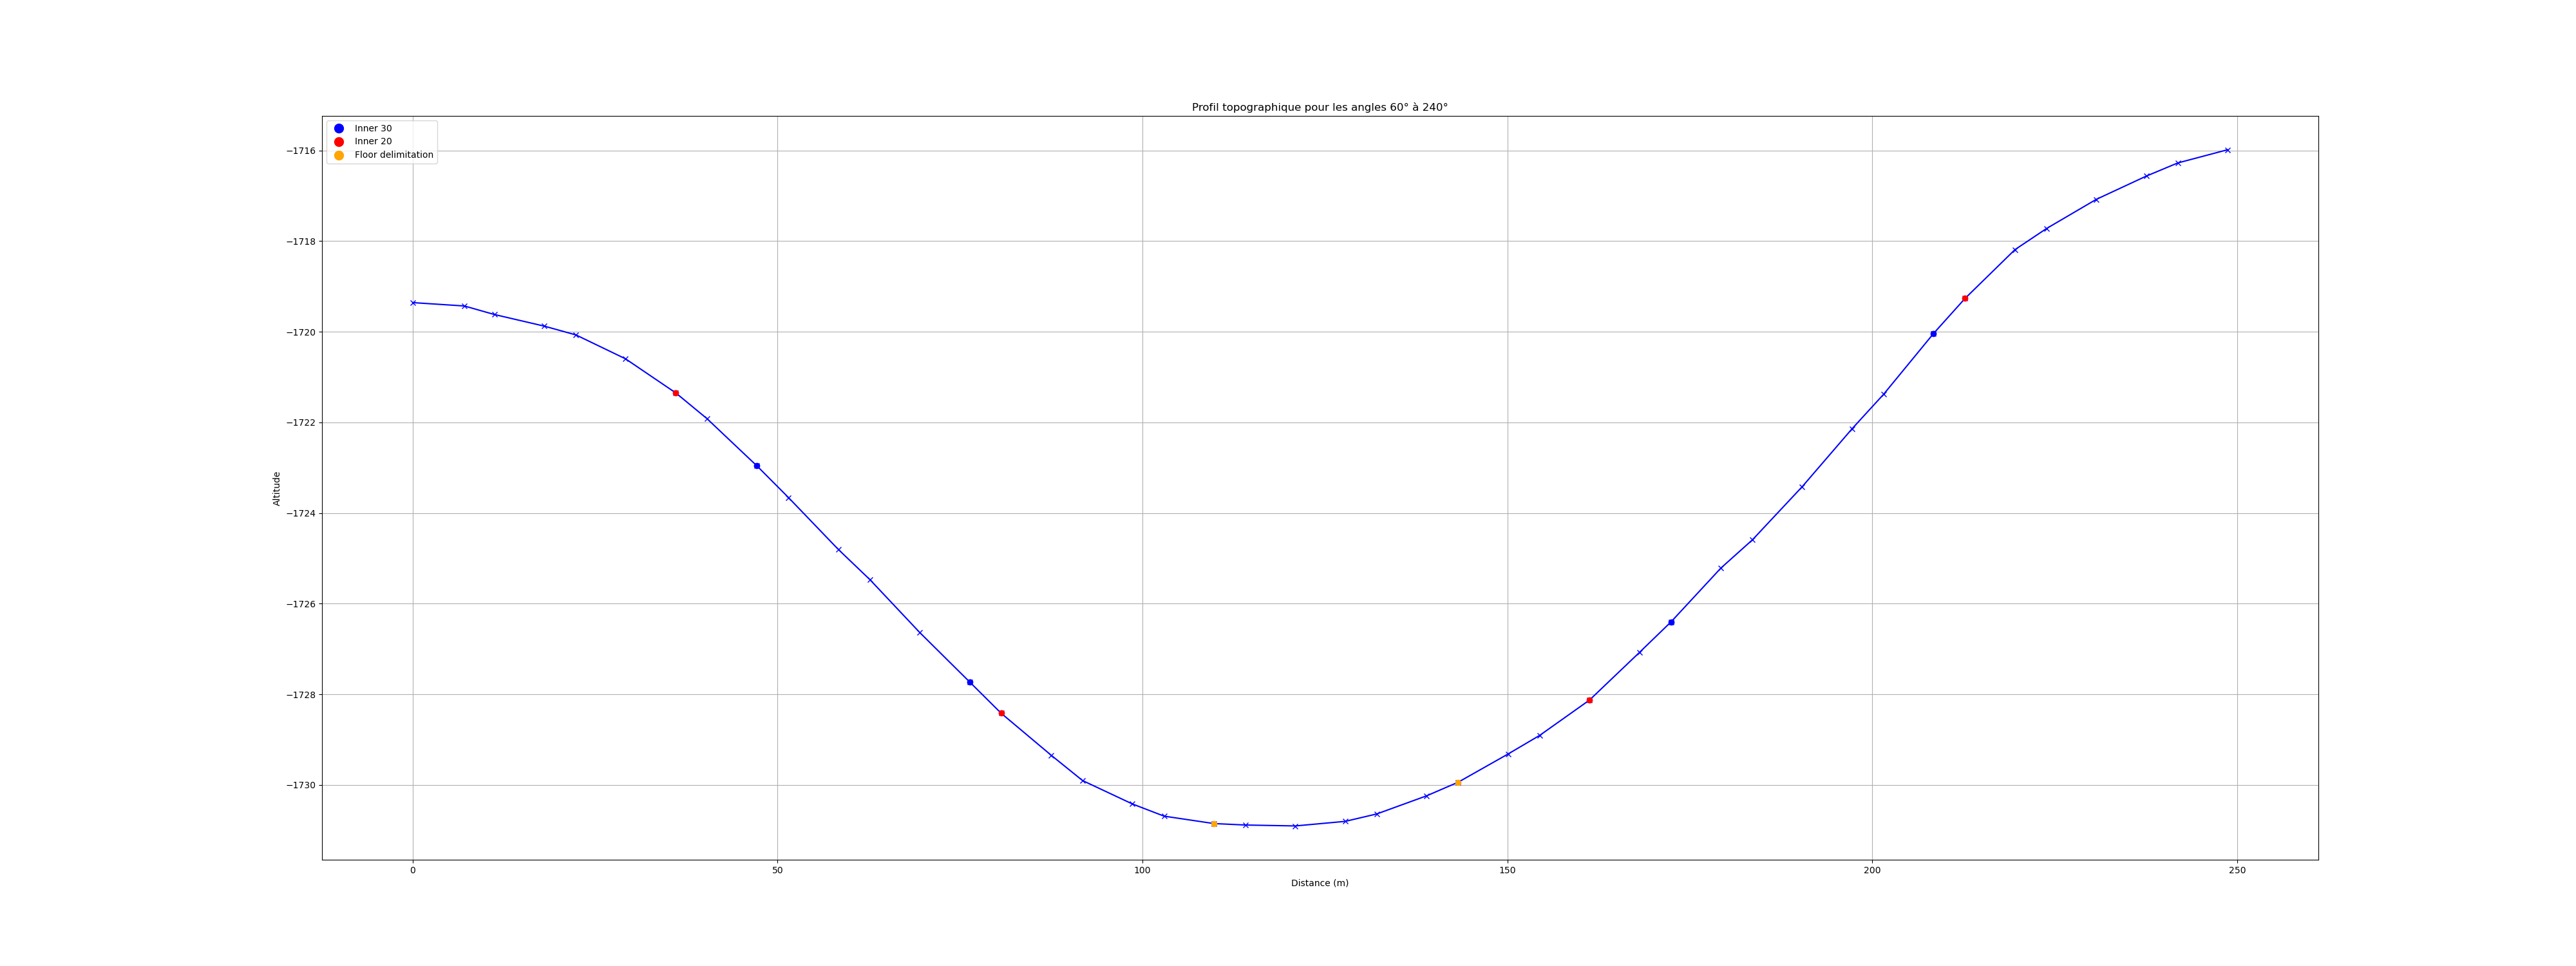 Profil topographique pour les angles 60° à 240°
Inner 30
Inner 20
Floor delimitation
−1716
−1718
−1720
−1722
−1724
−1726
−1728
−1730
Altitude
0 50 100 150 200 250
Distance (m)